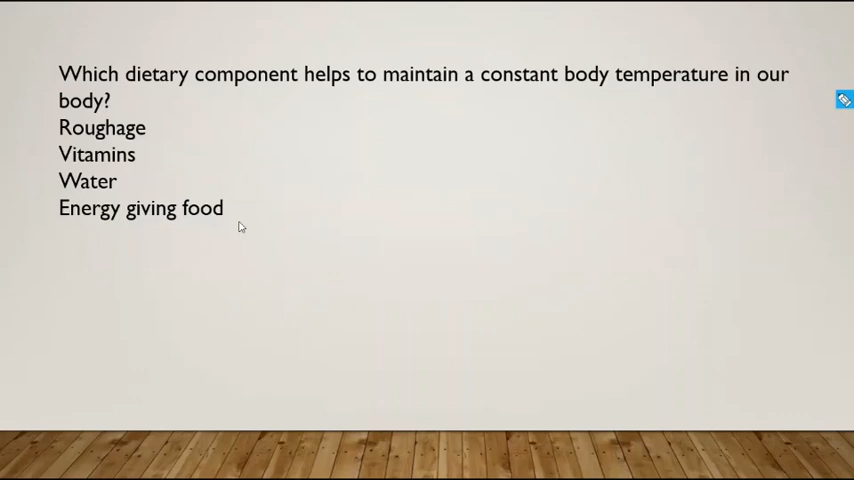 Which dietary component helps to maintain a constant body temperature in our
body?
Roughage
Vitamins
Water
Energy giving food